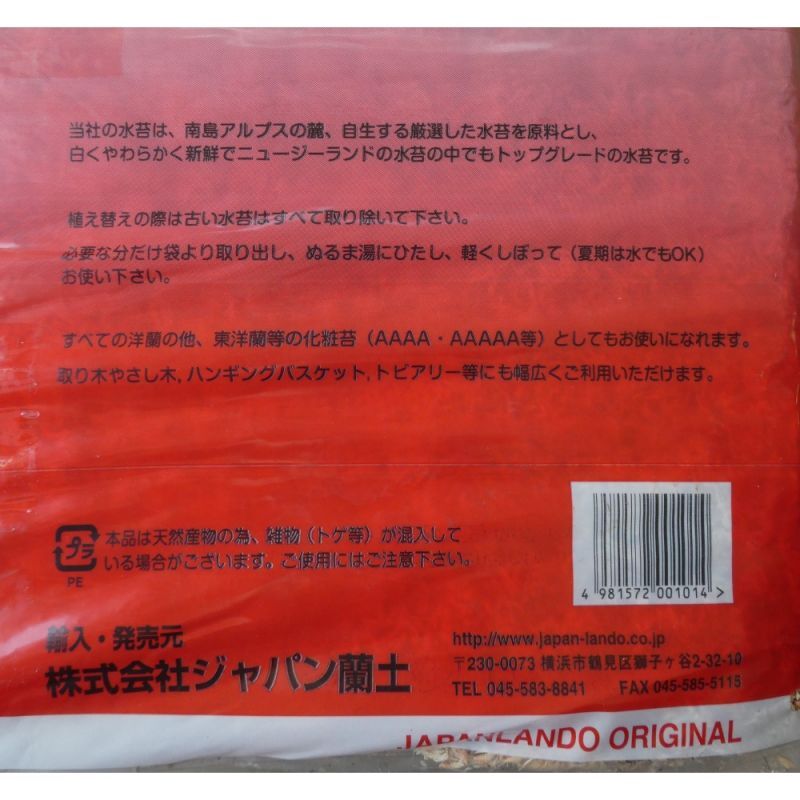 当社の水苔は、南島アルプスの麓、自生する厳選した水苔を原料とし、
白くやわらかく新鮮でニュージーランドの水苔の中でもトップグレードの水苔です。
植え替えの際は古い水苔はすべて取り除いて下さい。
必要な分だけ袋より取り出し、ぬるま湯にひたし、軽くしぼって（夏期は水でもOK）
お使い下さい。
すべての洋蘭の他、東洋蘭等の化粧苔（AAAA・AAAAA等）としてもお使いになれます。
取り木やさし木,ハンギングバスケット,トピアリー等にも幅広くご利用いただけます。
プラ
PE
本品は天然産物の為、雑物（トゲ等）が混入して
いる場合がございます。ご使用にはご注意下さい。
4 981572 001014 >
輸入・発売元
株式会社ジャパン蘭土
http://www.japan-lando.co.jp
〒230-0073 横浜市鶴見区獅子ヶ谷2-32-10
TEL 045-583-8841 FAX 045-585-5115
JAPANLANDO ORIGINAL